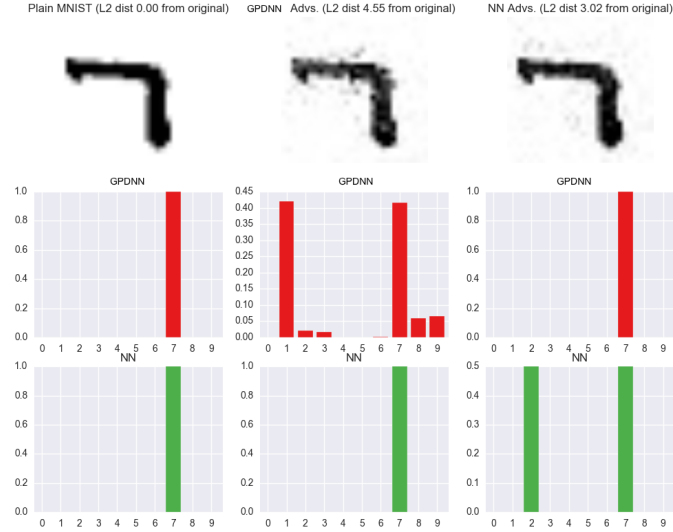 Plain MNIST (L2 dist 0.00 from original)
GPDNN Advs. (L2 dist 4.55 from original)
NN Advs. (L2 dist 3.02 from original)
GPDNN
GPDNN
GPDNN
1.0
0.8
0.6
0.4
0.2
0.0
0 1 2 3 4 5 6 7 8 9
0.45
0.40
0.35
0.30
0.25
0.20
0.15
0.10
0.05
0.00
0 1 2 3 4 5 6 7 8 9
1.0
0.8
0.6
0.4
0.2
0.0
0 1 2 3 4 5 6 7 8 9
NN
NN
NN
1.0
0.8
0.6
0.4
0.2
0.0
0 1 2 3 4 5 6 7 8 9
1.0
0.8
0.6
0.4
0.2
0.0
0 1 2 3 4 5 6 7 8 9
0.5
0.4
0.3
0.2
0.1
0.0
0 1 2 3 4 5 6 7 8 9